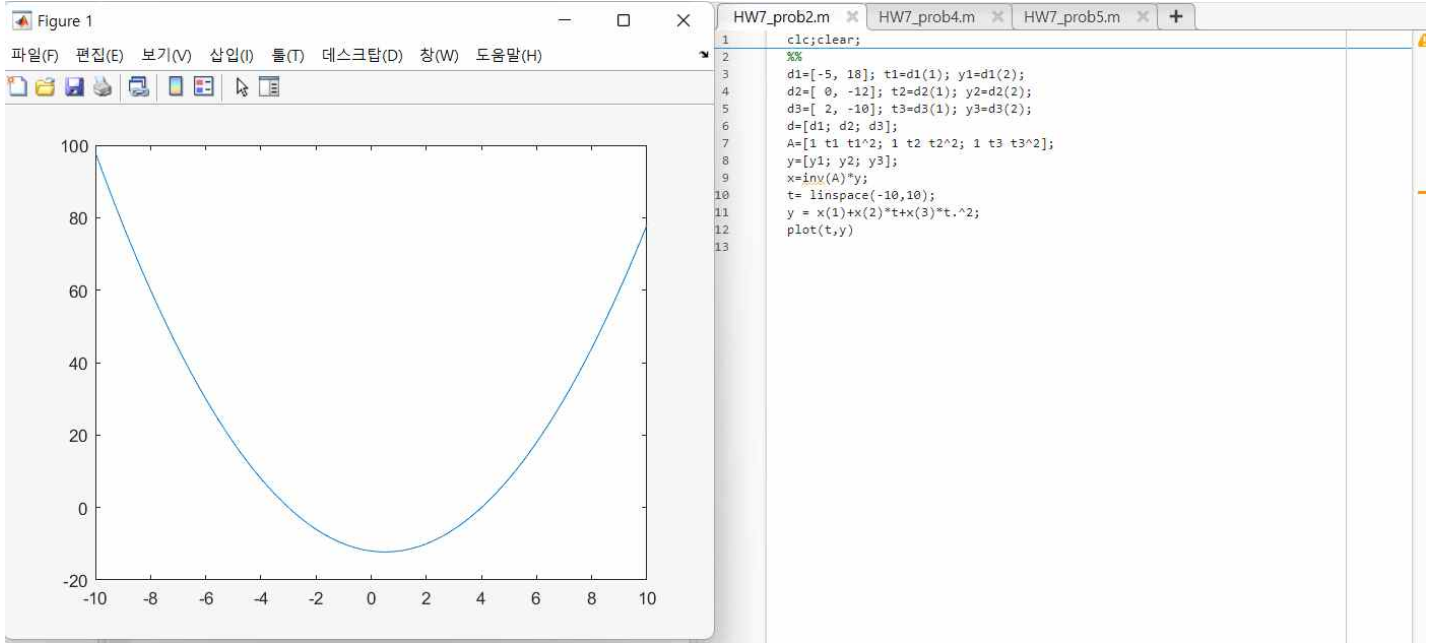 Figure 1
파일(F) 편집(E) 보기(V) 삽입(I) 툴(T) 데스크탑(D) 창(W) 도움말(H)
100
80
60
40
20
0
-20
-10 -8 -6 -4 -2 0 2 4 6 8 10
HW7_prob2.m HW7_prob4.m HW7_prob5.m +
1 clc;clear;
2 %%
3 d1=[-5, 18]; t1=d1(1); y1=d1(2);
4 d2=[ 0, -12]; t2=d2(1); y2=d2(2);
5 d3=[ 2, -10]; t3=d3(1); y3=d3(2);
6 d=[d1; d2; d3];
7 A=[1 t1 t1^2; 1 t2 t2^2; 1 t3 t3^2];
8 y=[y1; y2; y3];
9 x=inv(A)*y;
10 t= linspace(-10,10);
11 y = x(1)+x(2)*t+x(3)*t.^2;
12 plot(t,y)
13